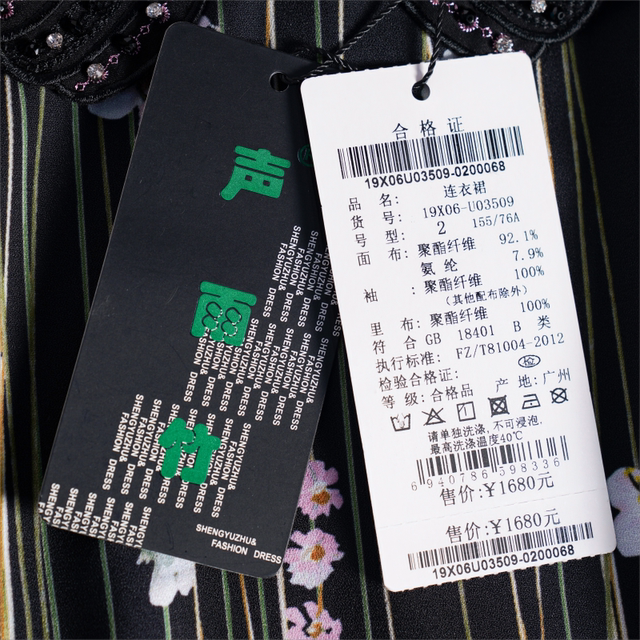 声
雨
竹
SHENGYUZHU&
FASHION DRESS
合格证
19X06U03509-0200068
品 名: 连衣裙
货 号: 19X06-U03509
号 型: 2 155/76A
面 布: 聚酯纤维 92.1%
氨 纶 7.9%
袖 : 聚酯纤维 100%
(其他配布除外)
里 布: 聚酯纤维 100%
符 合 GB 18401 B 类
执行标准: FZ/T81004-2012
检验合格证: 检
等 级: 合格品 产 地: 广州
请单独洗涤,不可浸泡.
最高洗涤温度40℃
6 940786 598336
售价:¥1680元
售价:¥1680元
19X06U03509-0200068